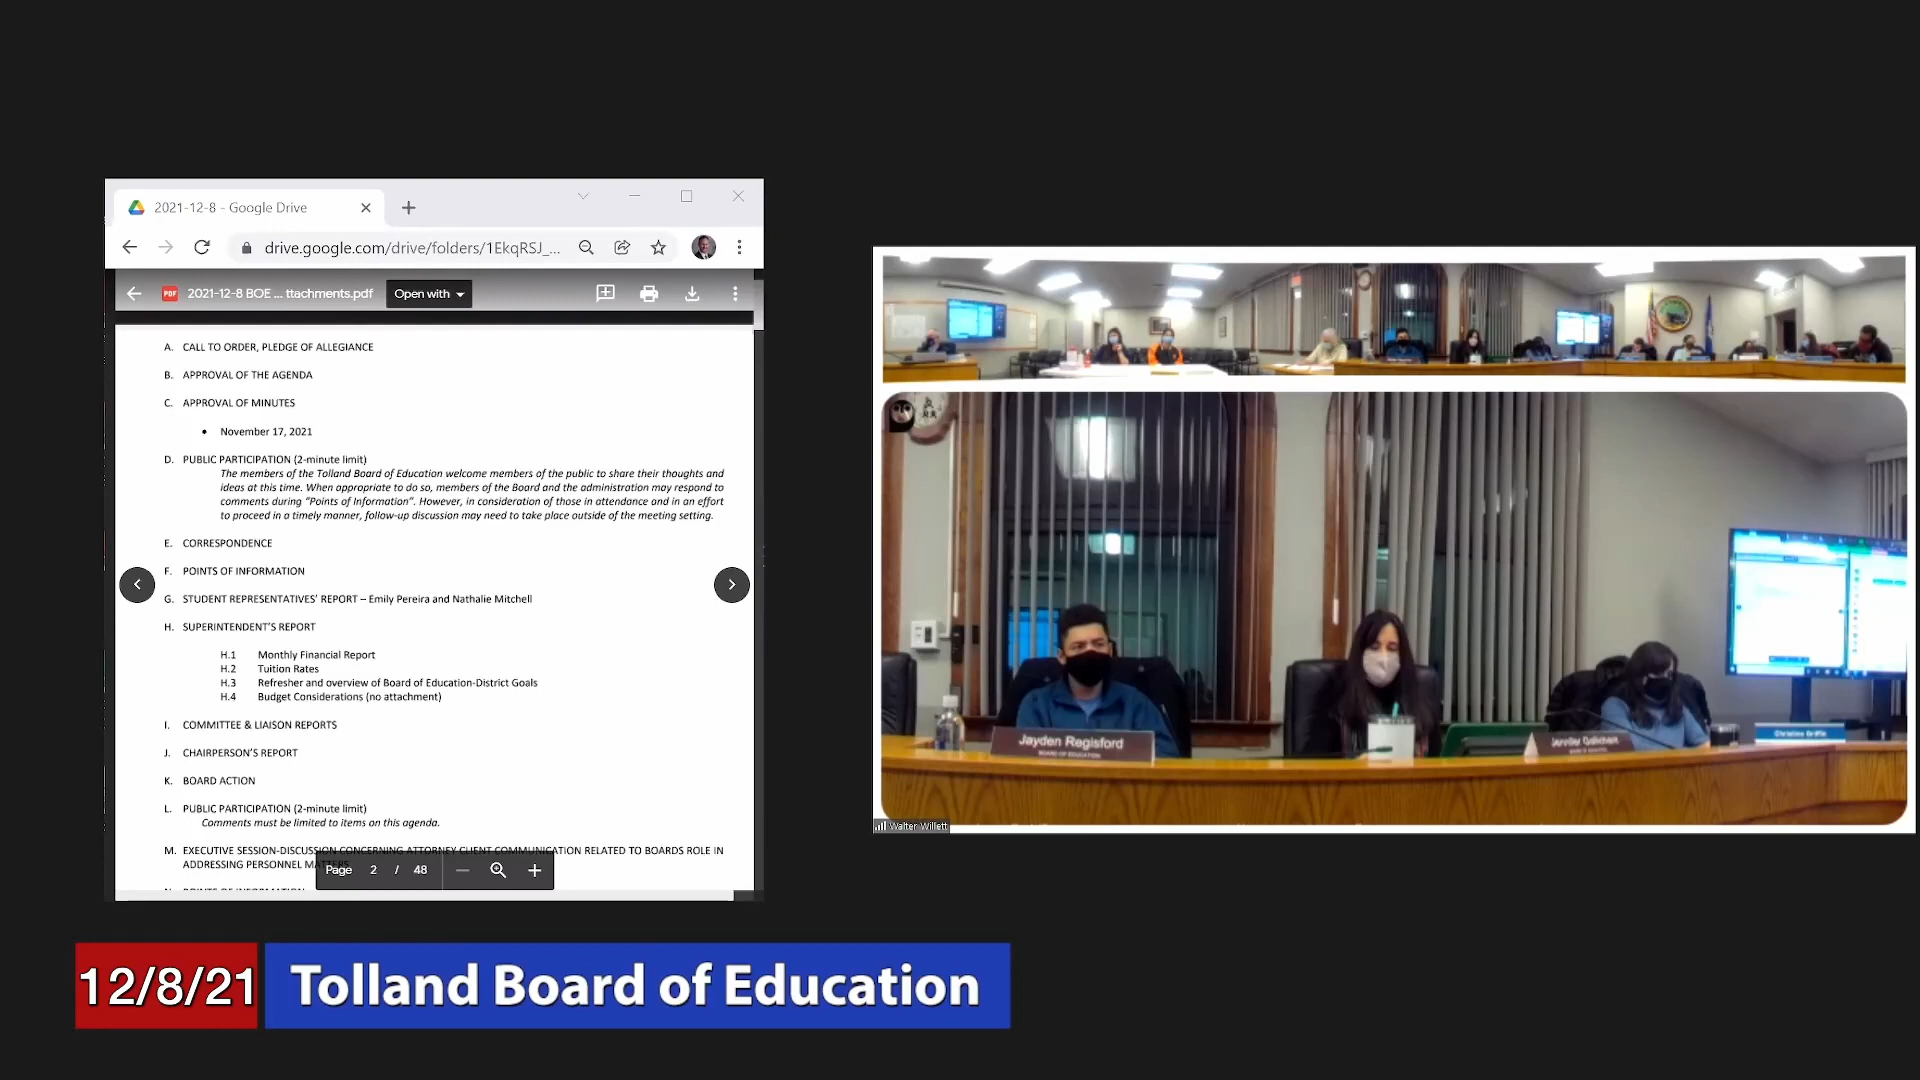 2021-12-8 - Google Drive
drive.google.com/drive/folders/1EkqRSJ_...
PDF 2021-12-8 BOE ... ttachments.pdf Open with
A. CALL TO ORDER, PLEDGE OF ALLEGIANCE
B. APPROVAL OF THE AGENDA
C. APPROVAL OF MINUTES
• November 17, 2021
D. PUBLIC PARTICIPATION (2-minute limit)
The members of the Tolland Board of Education welcome members of the public to share their thoughts and
ideas at this time. When appropriate to do so, members of the Board and the administration may respond to
comments during "Points of Information". However, in consideration of those in attendance and in an effort
to proceed in a timely manner, follow-up discussion may need to take place outside of the meeting setting.
E. CORRESPONDENCE
F. POINTS OF INFORMATION
G. STUDENT REPRESENTATIVES' REPORT – Emily Pereira and Nathalie Mitchell
H. SUPERINTENDENT'S REPORT
H.1 Monthly Financial Report
H.2 Tuition Rates
H.3 Refresher and overview of Board of Education-District Goals
H.4 Budget Considerations (no attachment)
I. COMMITTEE & LIAISON REPORTS
J. CHAIRPERSON'S REPORT
K. BOARD ACTION
L. PUBLIC PARTICIPATION (2-minute limit)
Comments must be limited to items on this agenda.
M. EXECUTIVE SESSION-DISCUSSION CONCERNING ATTORNEY CLIENT COMMUNICATION RELATED TO BOARDS ROLE IN
ADDRESSING PERSONNEL MATTERS
N. POINTS OF INFORMATION
Page 2 / 48
Jayden Regisford
BOARD OF EDUCATION
Christine Griffin
Walter Willett
12/8/21 Tolland Board of Education